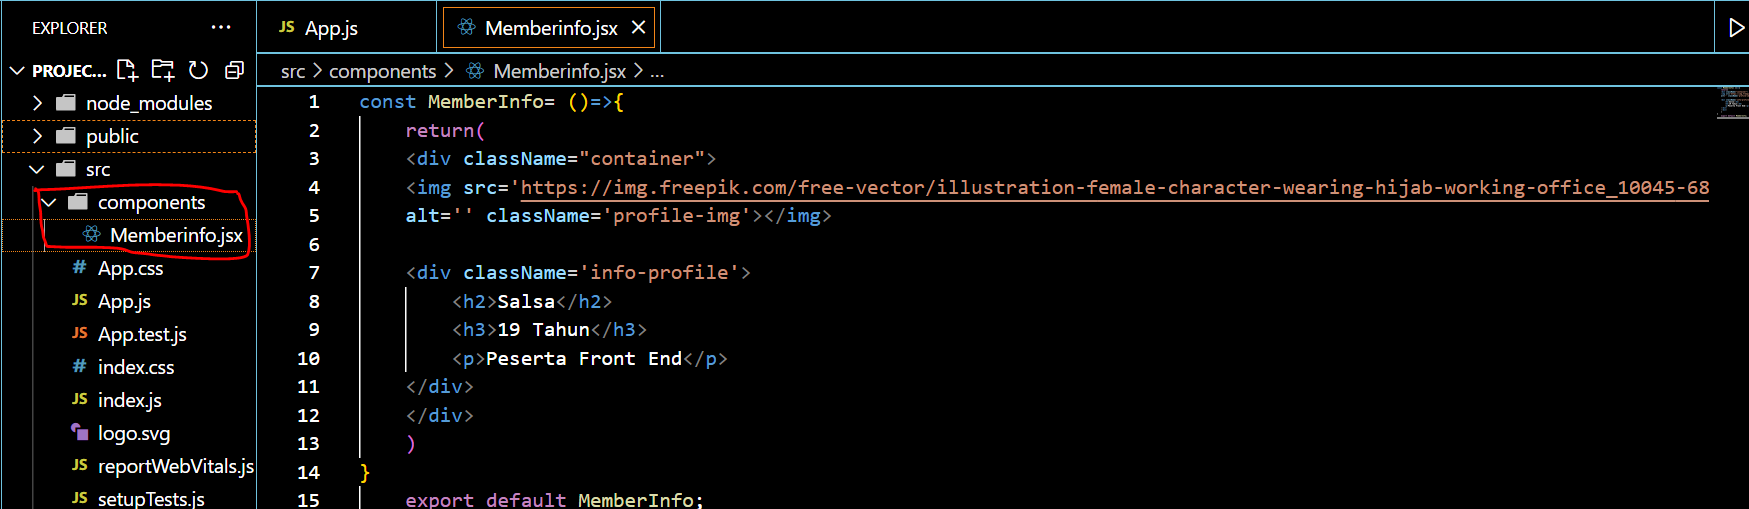 EXPLORER ...
JS App.js
Memberinfo.jsx
PROJEC...
src > components > Memberinfo.jsx > ...
node_modules
public
src
components
Memberinfo.jsx
# App.css
JS App.js
JS App.test.js
# index.css
JS index.js
logo.svg
JS reportWebVitals.js
JS setupTests.js
1 const MemberInfo= ()=>{
2 return(
3 <div className="container">
4 <img src='https://img.freepik.com/free-vector/illustration-female-character-wearing-hijab-working-office_10045-68
5 alt='' className='profile-img'></img>
6
7 <div className='info-profile'>
8 <h2>Salsa</h2>
9 <h3>19 Tahun</h3>
10 <p>Peserta Front End</p>
11 </div>
12 </div>
13 )
14 }
15 export default MemberInfo;